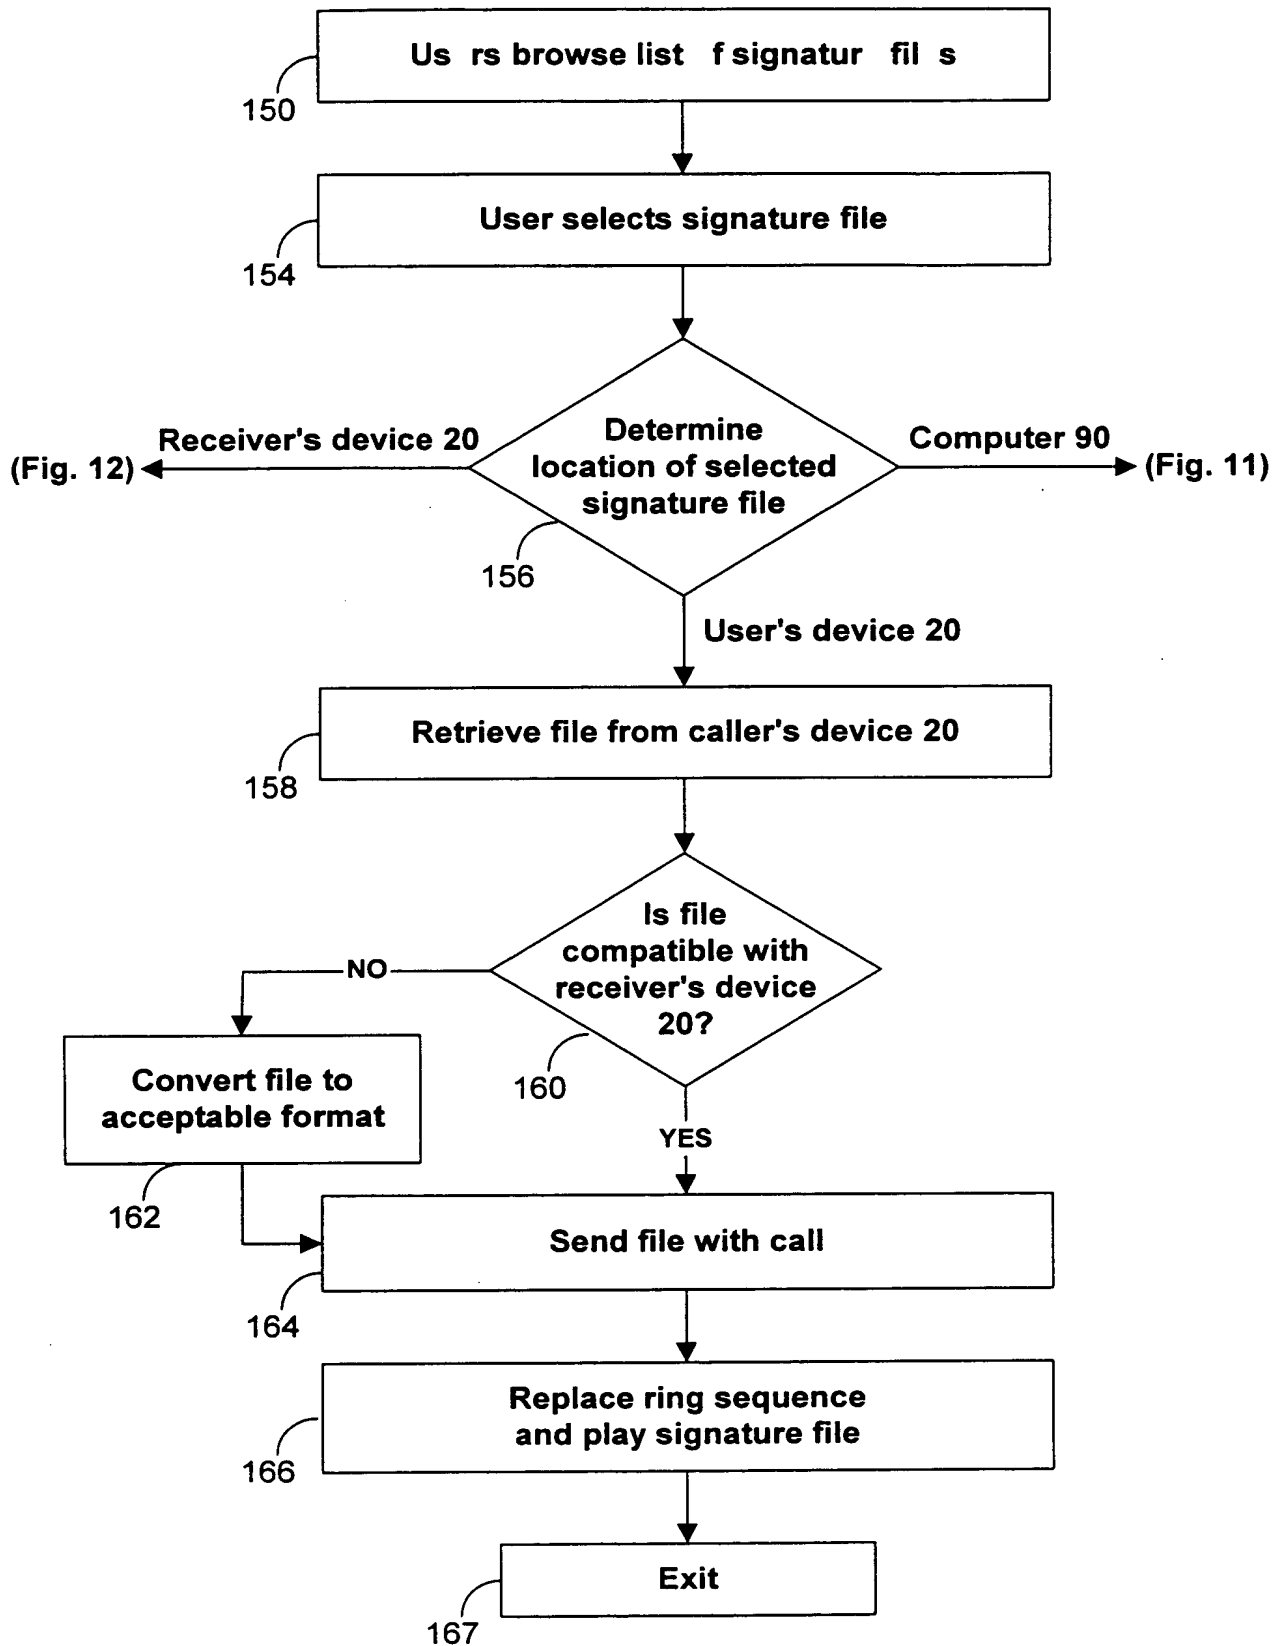 Us rs browse list f signatur fil s
150
User selects signature file
154
Determine
location of selected
signature file
Receiver's device 20
(Fig. 12)
Computer 90
(Fig. 11)
156
User's device 20
Retrieve file from caller's device 20
158
Is file
compatible with
receiver's device
20?
NO
160
Convert file to
acceptable format
YES
162
Send file with call
164
Replace ring sequence
and play signature file
166
Exit
167